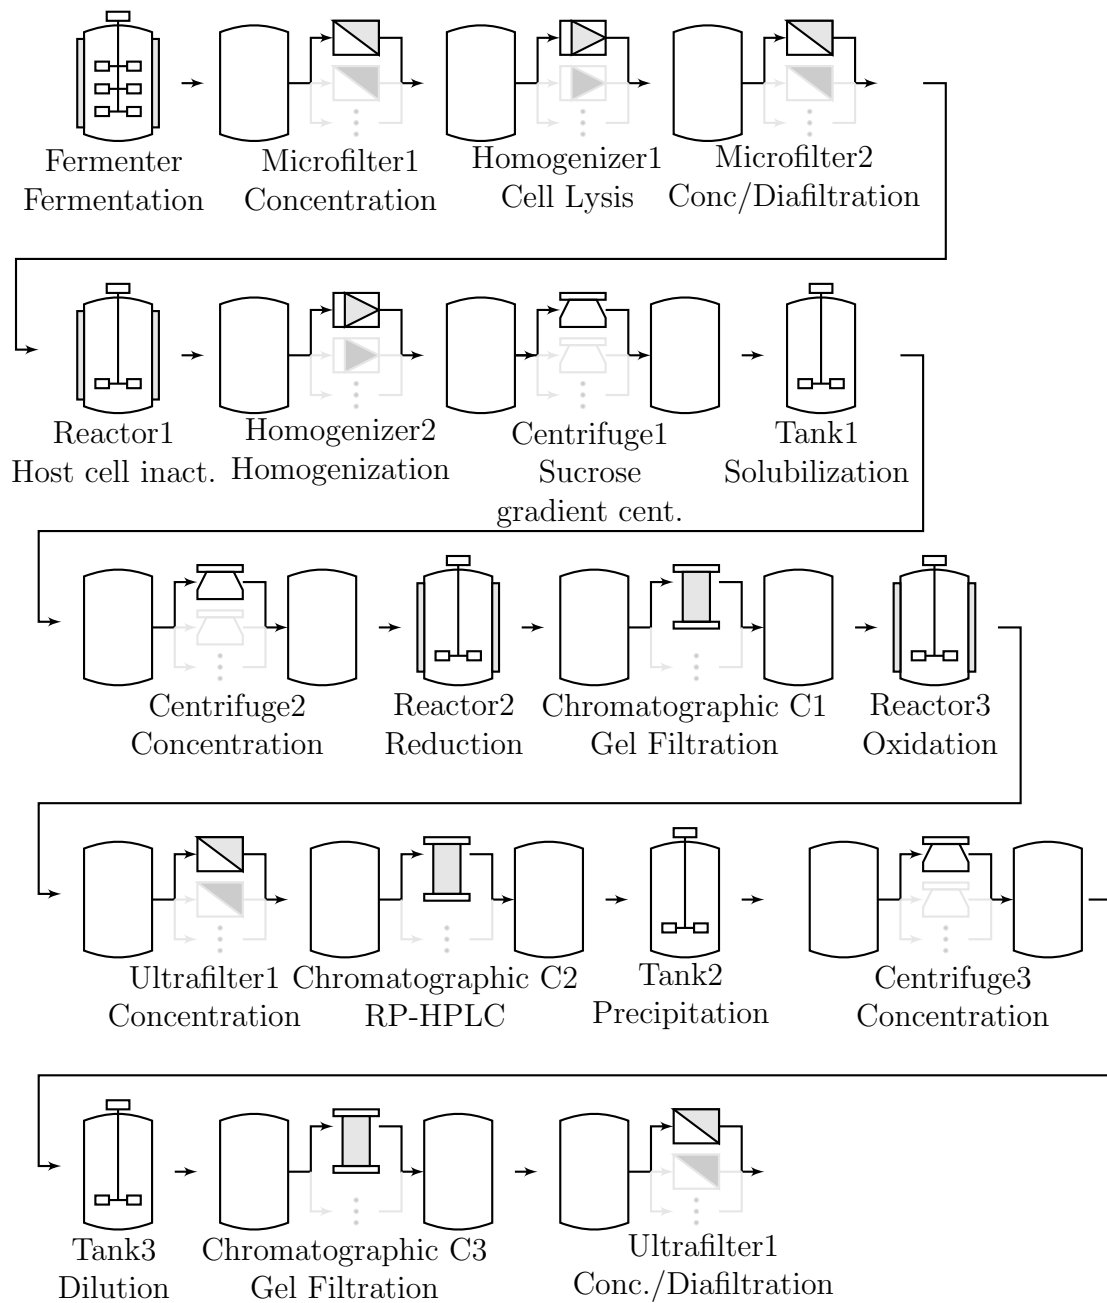 Fermenter
Fermentation
Microfilter1
Concentration
Homogenizer1
Cell Lysis
Microfilter2
Conc/Diafiltration
Reactor1
Host cell inact.
Homogenizer2
Homogenization
Centrifuge1
Sucrose
gradient cent.
Tank1
Solubilization
Centrifuge2
Concentration
Reactor2
Reduction
Chromatographic C1
Gel Filtration
Reactor3
Oxidation
Ultrafilter1
Concentration
Chromatographic C2
RP-HPLC
Tank2
Precipitation
Centrifuge3
Concentration
Tank3
Dilution
Chromatographic C3
Gel Filtration
Ultrafilter1
Conc./Diafiltration